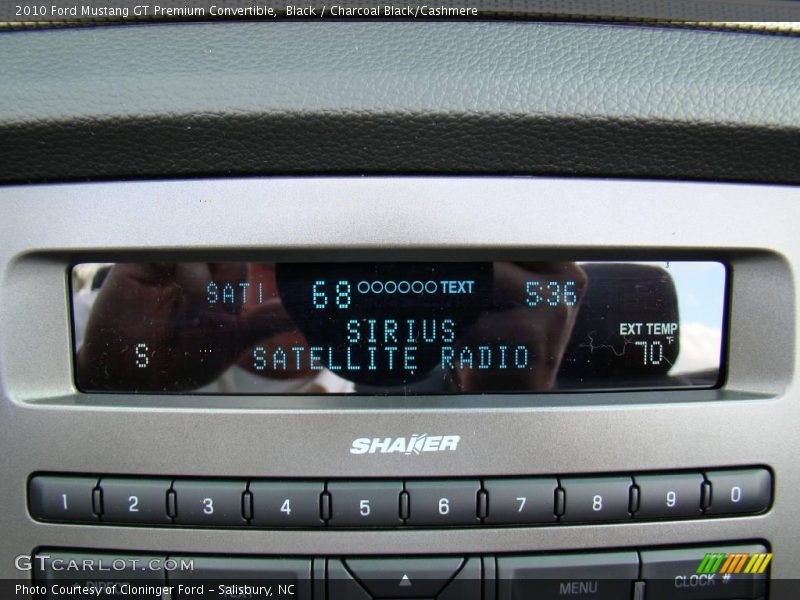 2010 Ford Mustang GT Premium Convertible, Black / Charcoal Black/Cashmere
SAT1 68 TEXT 5:36
SIRIUS
EXT TEMP
S SATELLITE RADIO 70°F
SHAKER
1 2 3 4 5 6 7 8 9 0
GTCARLOT.COM
MENU CLOCK #
Photo Courtesy of Cloninger Ford – Salisbury, NC